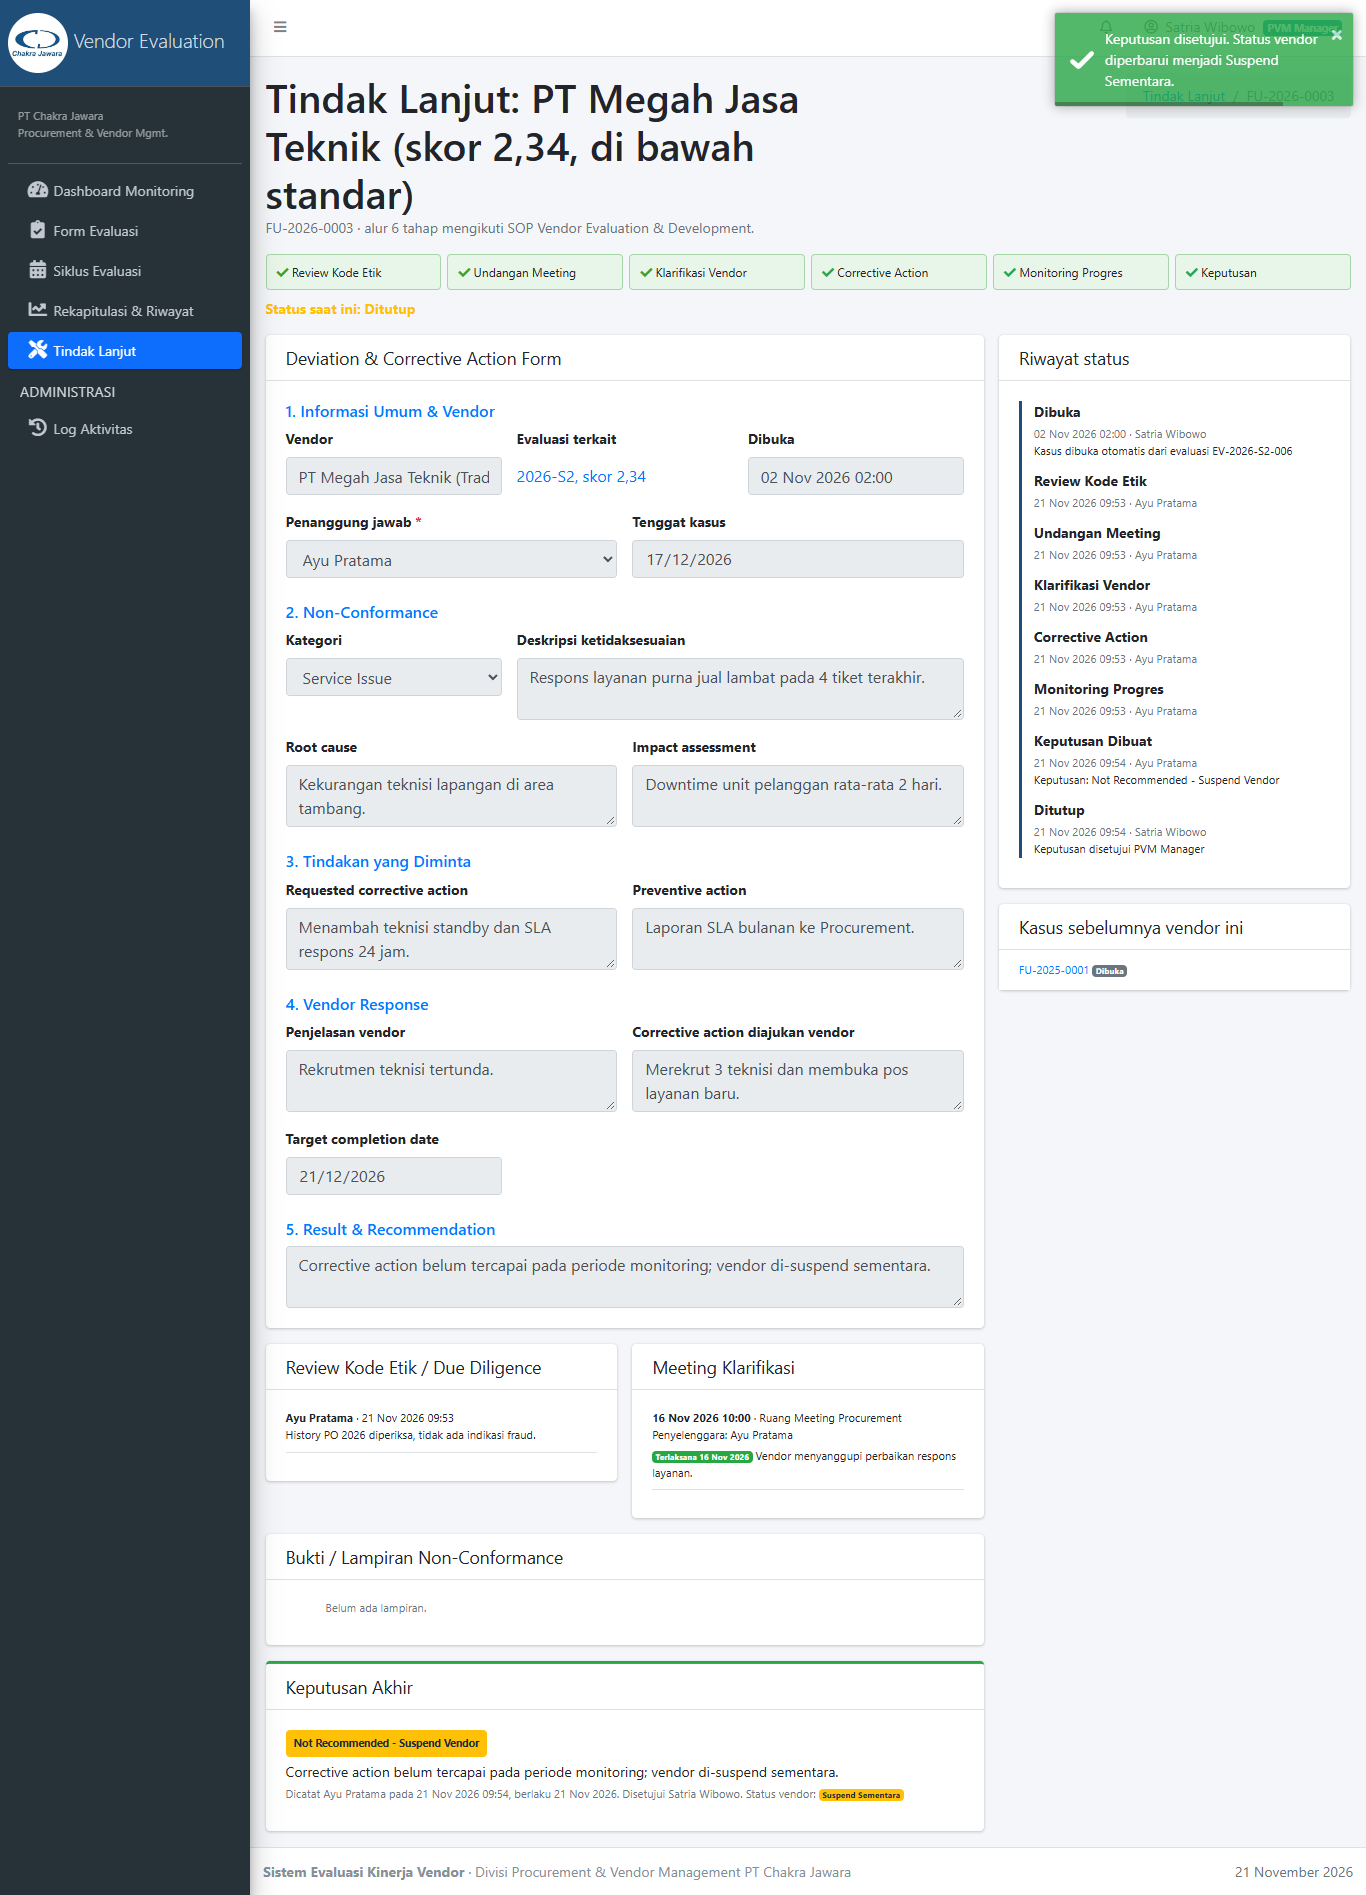 Chakra Jawara
Vendor Evaluation
PT Chakra Jawara
Procurement & Vendor Mgmt.
Dashboard Monitoring
Form Evaluasi
Siklus Evaluasi
Rekapitulasi & Riwayat
Tindak Lanjut
ADMINISTRASI
Log Aktivitas
Satria Wibowo PVM Manager
Keputusan disetujui. Status vendor
diperbarui menjadi Suspend
Sementara.
×
Tindak Lanjut / FU-2026-0003
Tindak Lanjut: PT Megah Jasa
Teknik (skor 2,34, di bawah
standar)
FU-2026-0003 · alur 6 tahap mengikuti SOP Vendor Evaluation & Development.
Review Kode Etik
Undangan Meeting
Klarifikasi Vendor
Corrective Action
Monitoring Progres
Keputusan
Status saat ini: Ditutup
Deviation & Corrective Action Form
1. Informasi Umum & Vendor
Vendor
PT Megah Jasa Teknik (Trad
Evaluasi terkait
2026-S2, skor 2,34
Dibuka
02 Nov 2026 02:00
Penanggung jawab *
Ayu Pratama
Tenggat kasus
17/12/2026
2. Non-Conformance
Kategori
Service Issue
Deskripsi ketidaksesuaian
Respons layanan purna jual lambat pada 4 tiket terakhir.
Root cause
Kekurangan teknisi lapangan di area
tambang.
Impact assessment
Downtime unit pelanggan rata-rata 2 hari.
3. Tindakan yang Diminta
Requested corrective action
Menambah teknisi standby dan SLA
respons 24 jam.
Preventive action
Laporan SLA bulanan ke Procurement.
4. Vendor Response
Penjelasan vendor
Rekrutmen teknisi tertunda.
Corrective action diajukan vendor
Merekrut 3 teknisi dan membuka pos
layanan baru.
Target completion date
21/12/2026
5. Result & Recommendation
Corrective action belum tercapai pada periode monitoring; vendor di-suspend sementara.
Review Kode Etik / Due Diligence
Ayu Pratama · 21 Nov 2026 09:53
History PO 2026 diperiksa, tidak ada indikasi fraud.
Meeting Klarifikasi
16 Nov 2026 10:00 · Ruang Meeting Procurement
Penyelenggara: Ayu Pratama
Terlaksana 16 Nov 2026 Vendor menyanggupi perbaikan respons
layanan.
Bukti / Lampiran Non-Conformance
Belum ada lampiran.
Keputusan Akhir
Not Recommended - Suspend Vendor
Corrective action belum tercapai pada periode monitoring; vendor di-suspend sementara.
Dicatat Ayu Pratama pada 21 Nov 2026 09:54, berlaku 21 Nov 2026. Disetujui Satria Wibowo. Status vendor: Suspend Sementara
Riwayat status
Dibuka
02 Nov 2026 02:00 · Satria Wibowo
Kasus dibuka otomatis dari evaluasi EV-2026-S2-006
Review Kode Etik
21 Nov 2026 09:53 · Ayu Pratama
Undangan Meeting
21 Nov 2026 09:53 · Ayu Pratama
Klarifikasi Vendor
21 Nov 2026 09:53 · Ayu Pratama
Corrective Action
21 Nov 2026 09:53 · Ayu Pratama
Monitoring Progres
21 Nov 2026 09:53 · Ayu Pratama
Keputusan Dibuat
21 Nov 2026 09:54 · Ayu Pratama
Keputusan: Not Recommended - Suspend Vendor
Ditutup
21 Nov 2026 09:54 · Satria Wibowo
Keputusan disetujui PVM Manager
Kasus sebelumnya vendor ini
FU-2025-0001 Dibuka
Sistem Evaluasi Kinerja Vendor · Divisi Procurement & Vendor Management PT Chakra Jawara
21 November 2026